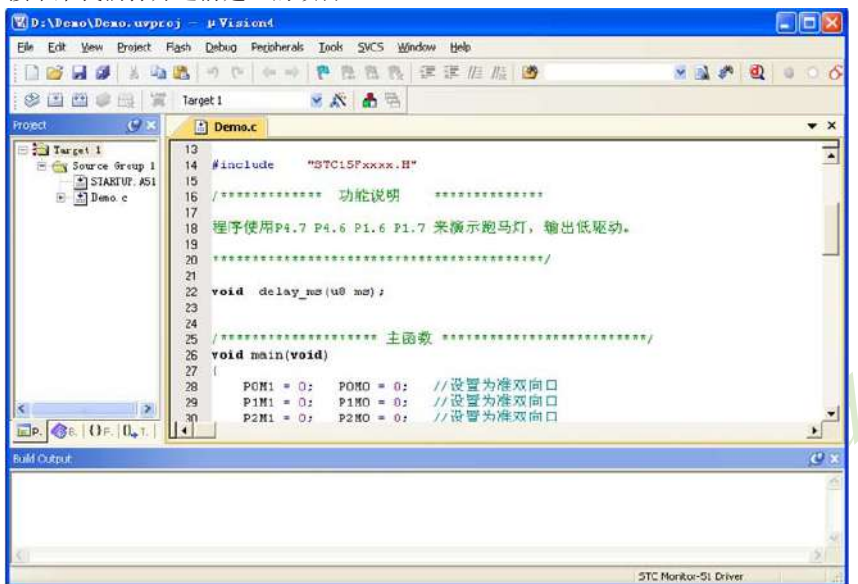 D:\Demo\Demo.uvproj - µVision4
File Edit View Project Flash Debug Peripherals Tools SVCS Window Help
Target 1
Project
Demo.c
Target 1
Source Group 1
STARTUP.A51
Demo.c
13
14 #include "STC15Fxxxx.H"
15
16 /************* 功能说明 **************
17
18 程序使用P4.7 P4.6 P1.6 P1.7 来演示跑马灯，输出低驱动。
19
20 ******************************************/
21
22 void delay_ms(u8 ms);
23
24
25 /******************** 主函数 **************************/
26 void main(void)
27 {
28 P0M1 = 0; P0M0 = 0; //设置为准双向口
29 P1M1 = 0; P1M0 = 0; //设置为准双向口
30 P2M1 = 0; P2M0 = 0; //设置为准双向口
P. B. {} F. 0 T.
Build Output
STC Monitor-51 Driver